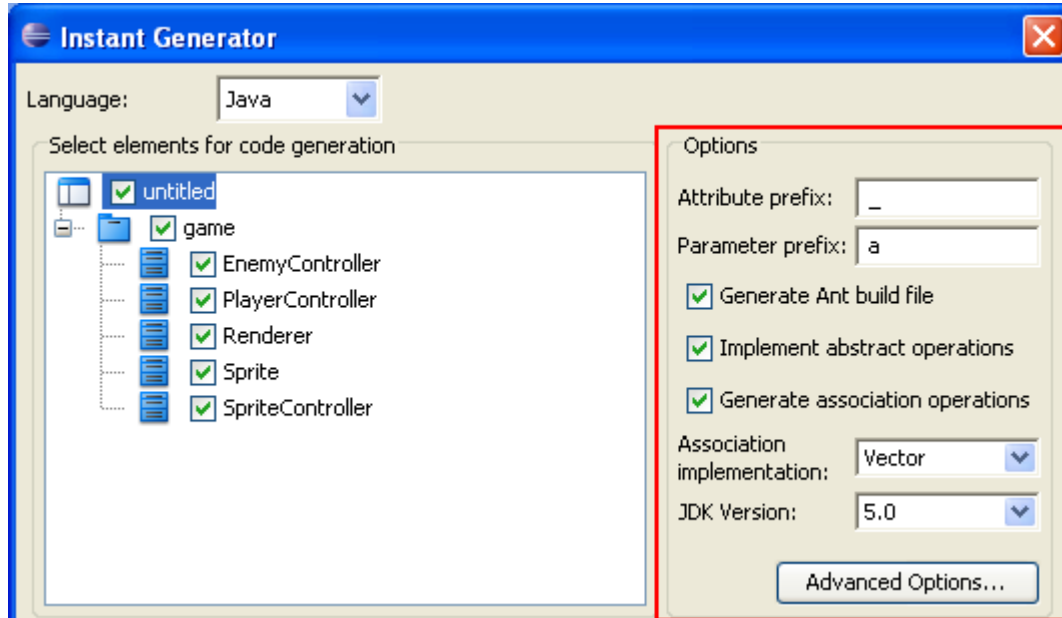 Instant Generator
Language: Java
Select elements for code generation
untitled
game
EnemyController
PlayerController
Renderer
Sprite
SpriteController
Options
Attribute prefix: _
Parameter prefix: a
Generate Ant build file
Implement abstract operations
Generate association operations
Association
implementation: Vector
JDK Version: 5.0
Advanced Options...